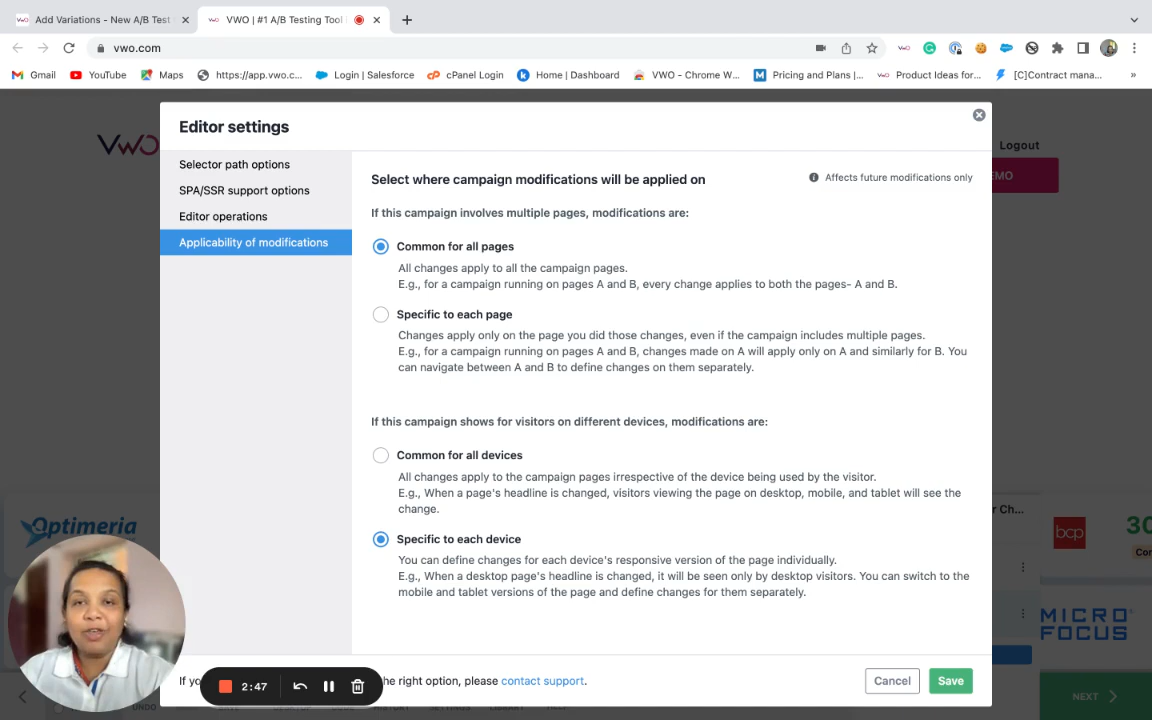 Add Variations - New A/B Test
VWO | #1 A/B Testing Tool
vwo.com
Gmail
YouTube
Maps
https://app.vwo.c...
Login | Salesforce
cPanel Login
Home | Dashboard
VWO - Chrome W...
Pricing and Plans |...
Product Ideas for...
[C]Contract mana...
VWO
Logout
EMO
Editor settings
Selector path options
SPA/SSR support options
Editor operations
Applicability of modifications
Select where campaign modifications will be applied on
Affects future modifications only
If this campaign involves multiple pages, modifications are:
Common for all pages
All changes apply to all the campaign pages.
E.g., for a campaign running on pages A and B, every change applies to both the pages- A and B.
Specific to each page
Changes apply only on the page you did those changes, even if the campaign includes multiple pages.
E.g., for a campaign running on pages A and B, changes made on A will apply only on A and similarly for B. You
can navigate between A and B to define changes on them separately.
If this campaign shows for visitors on different devices, modifications are:
Common for all devices
All changes apply to the campaign pages irrespective of the device being used by the visitor.
E.g., When a page's headline is changed, visitors viewing the page on desktop, mobile, and tablet will see the
change.
Specific to each device
You can define changes for each device's responsive version of the page individually.
E.g., When a desktop page's headline is changed, it will be seen only by desktop visitors. You can switch to the
mobile and tablet versions of the page and define changes for them separately.
Optimeria
r Ch...
bcp
30
Con
MICRO
FOCUS
If yo
he right option, please contact support.
2:47
Cancel
Save
NEXT